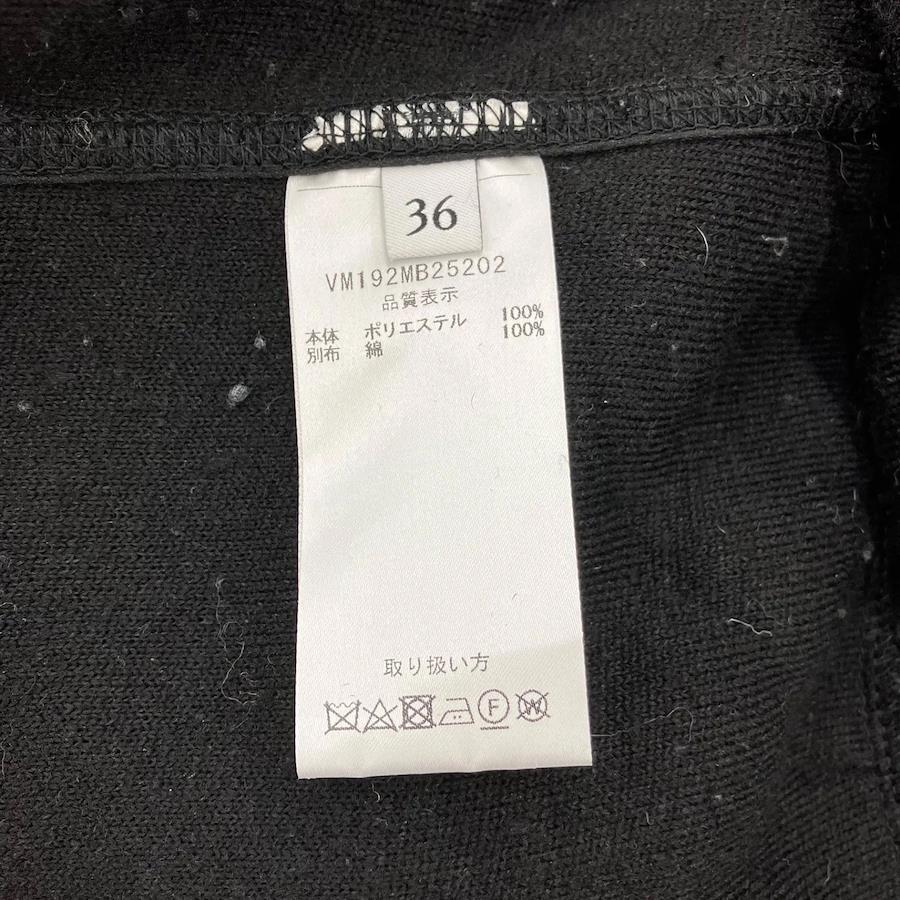 36
VM192MB25202
品質表示
本体 ポリエステル 100%
別布 綿 100%
取り扱い方
F W